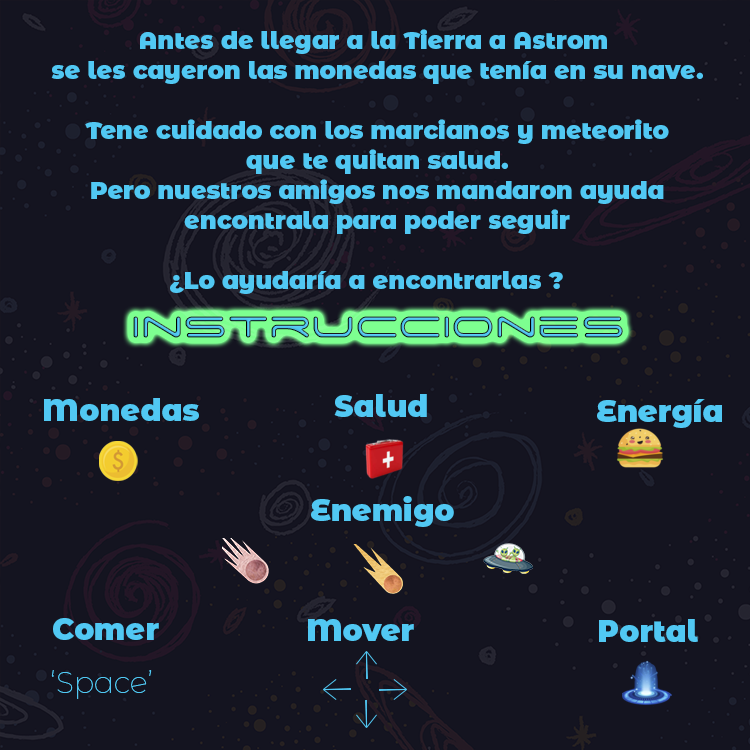 Antes de llegar a la Tierra a Astrom
se les cayeron las monedas que tenía en su nave.
Tene cuidado con los marcianos y meteorito
que te quitan salud.
Pero nuestros amigos nos mandaron ayuda
encontrala para poder seguir
¿Lo ayudaría a encontrarlas ?
INSTRUCCIONES
Monedas Salud Energía
$
Enemigo
Comer Mover Portal
‘Space’